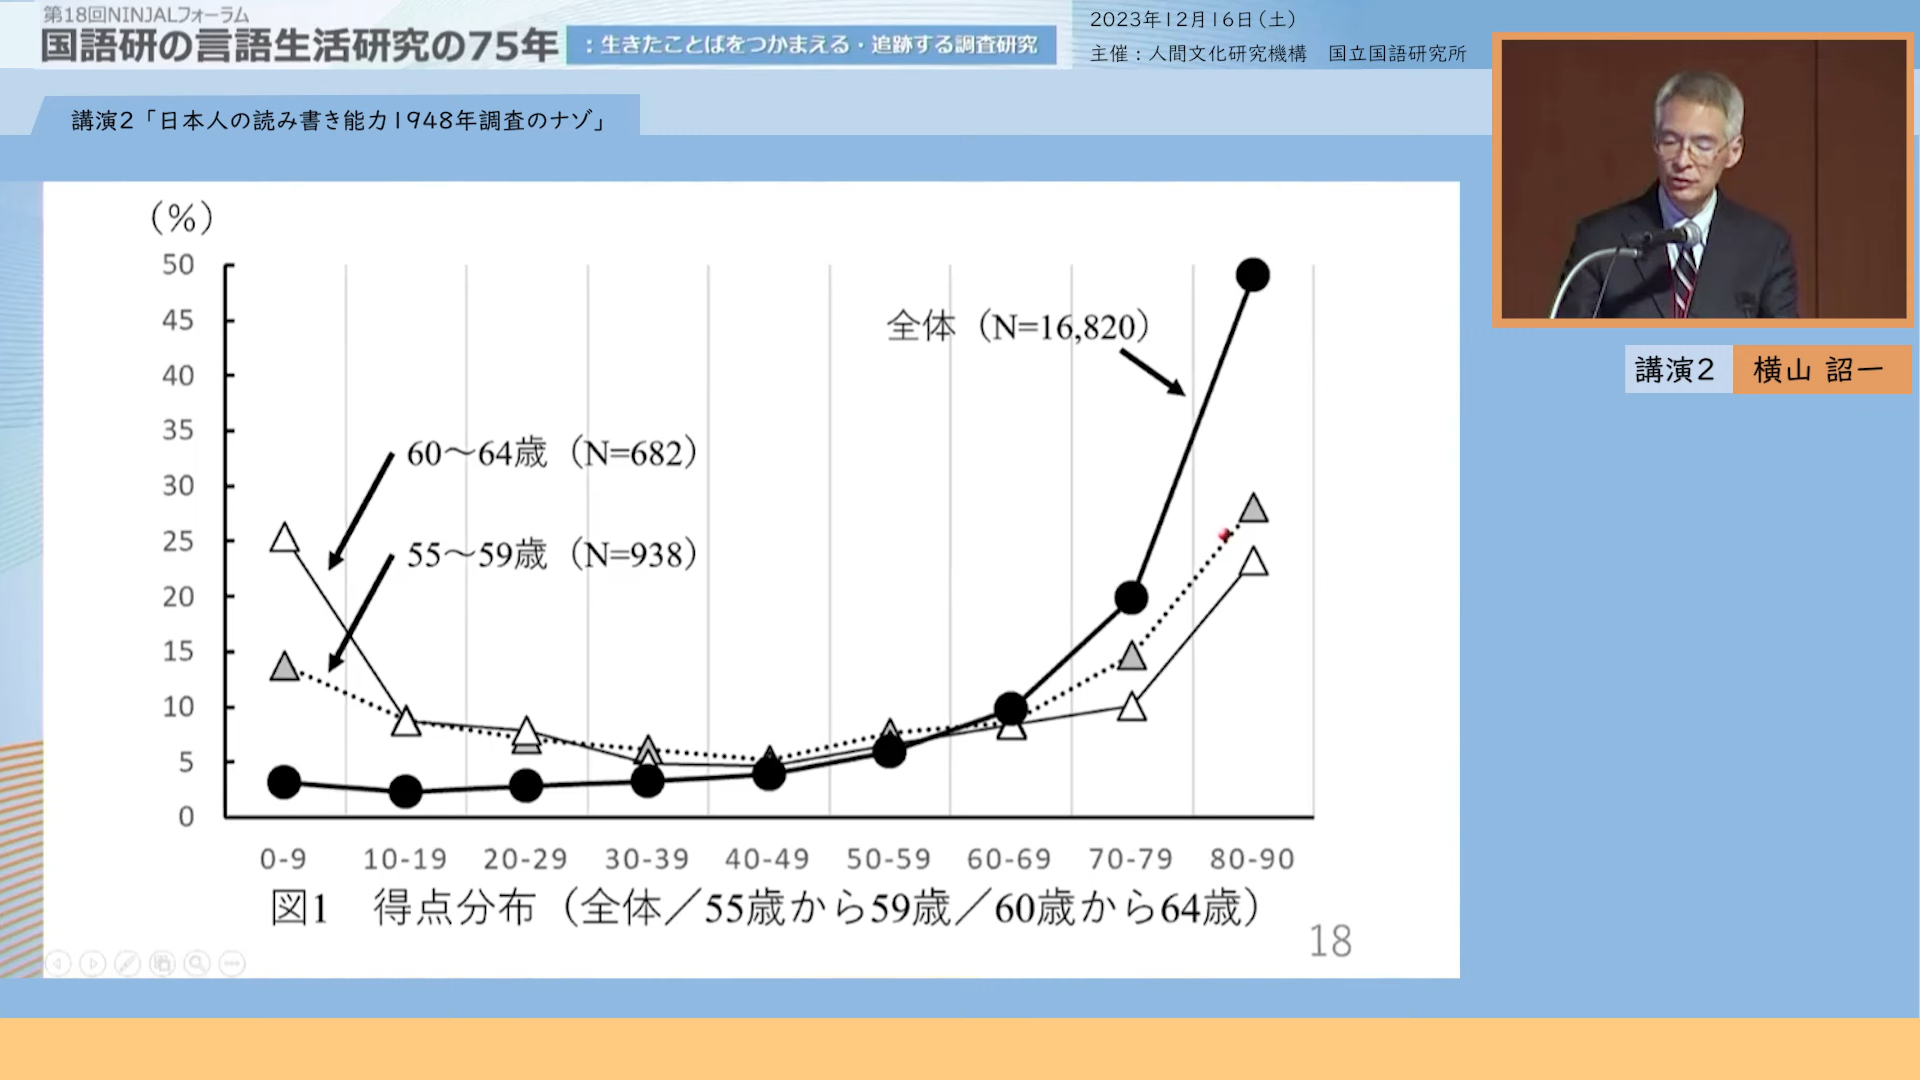 第18回NINJALフォーラム
国語研の言語生活研究の75年
：生きたことばをつかまえる・追跡する調査研究
2023年12月16日（土）
主催：人間文化研究機構　国立国語研究所
講演2「日本人の読み書き能力1948年調査のナゾ」
講演2　横山 詔一
（%）
50
45
40
35
30
25
20
15
10
5
0
全体（N=16,820）
60～64歳（N=682）
55～59歳（N=938）
0-9 10-19 20-29 30-39 40-49 50-59 60-69 70-79 80-90
図1　得点分布（全体／55歳から59歳／60歳から64歳）
18